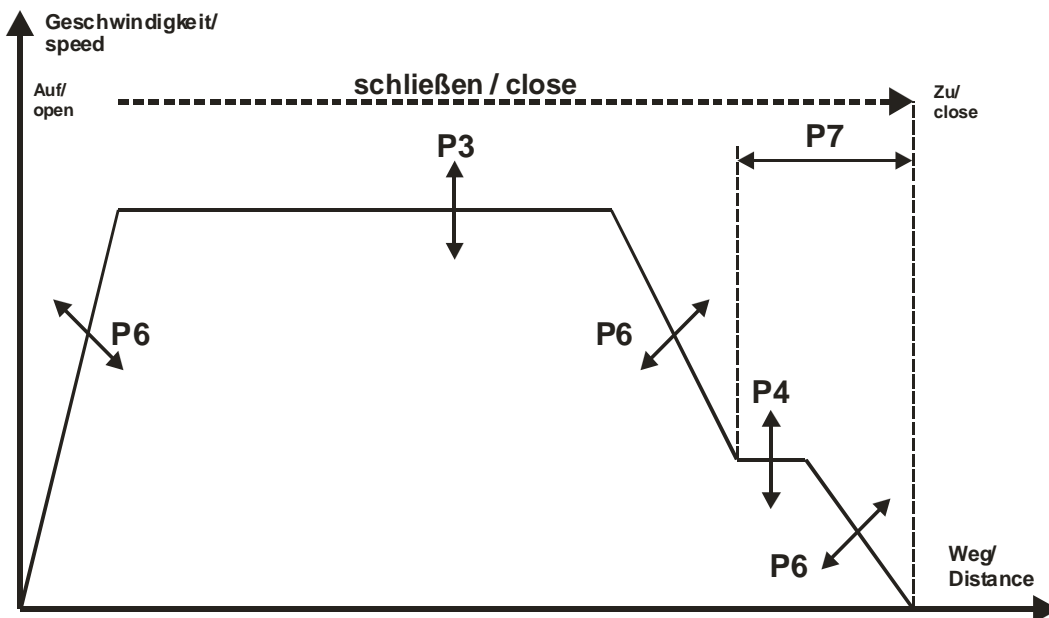 Geschwindigkeit/
speed
Auf/
open
schließen / close
Zu/
close
P7
P3
P6
P6
P4
P6
Weg/
Distance